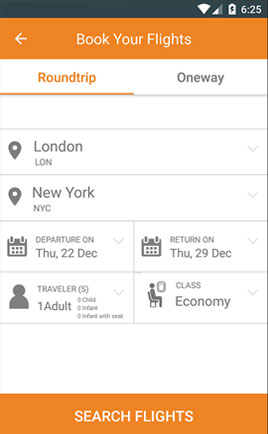 6:25
Book Your Flights
Roundtrip
Oneway
London
LON
New York
NYC
DEPARTURE ON
Thu, 22 Dec
RETURN ON
Thu, 29 Dec
TRAVELER (S)
1Adult
0 Child
0 Infant
0 Infant with seat
CLASS
Economy
SEARCH FLIGHTS